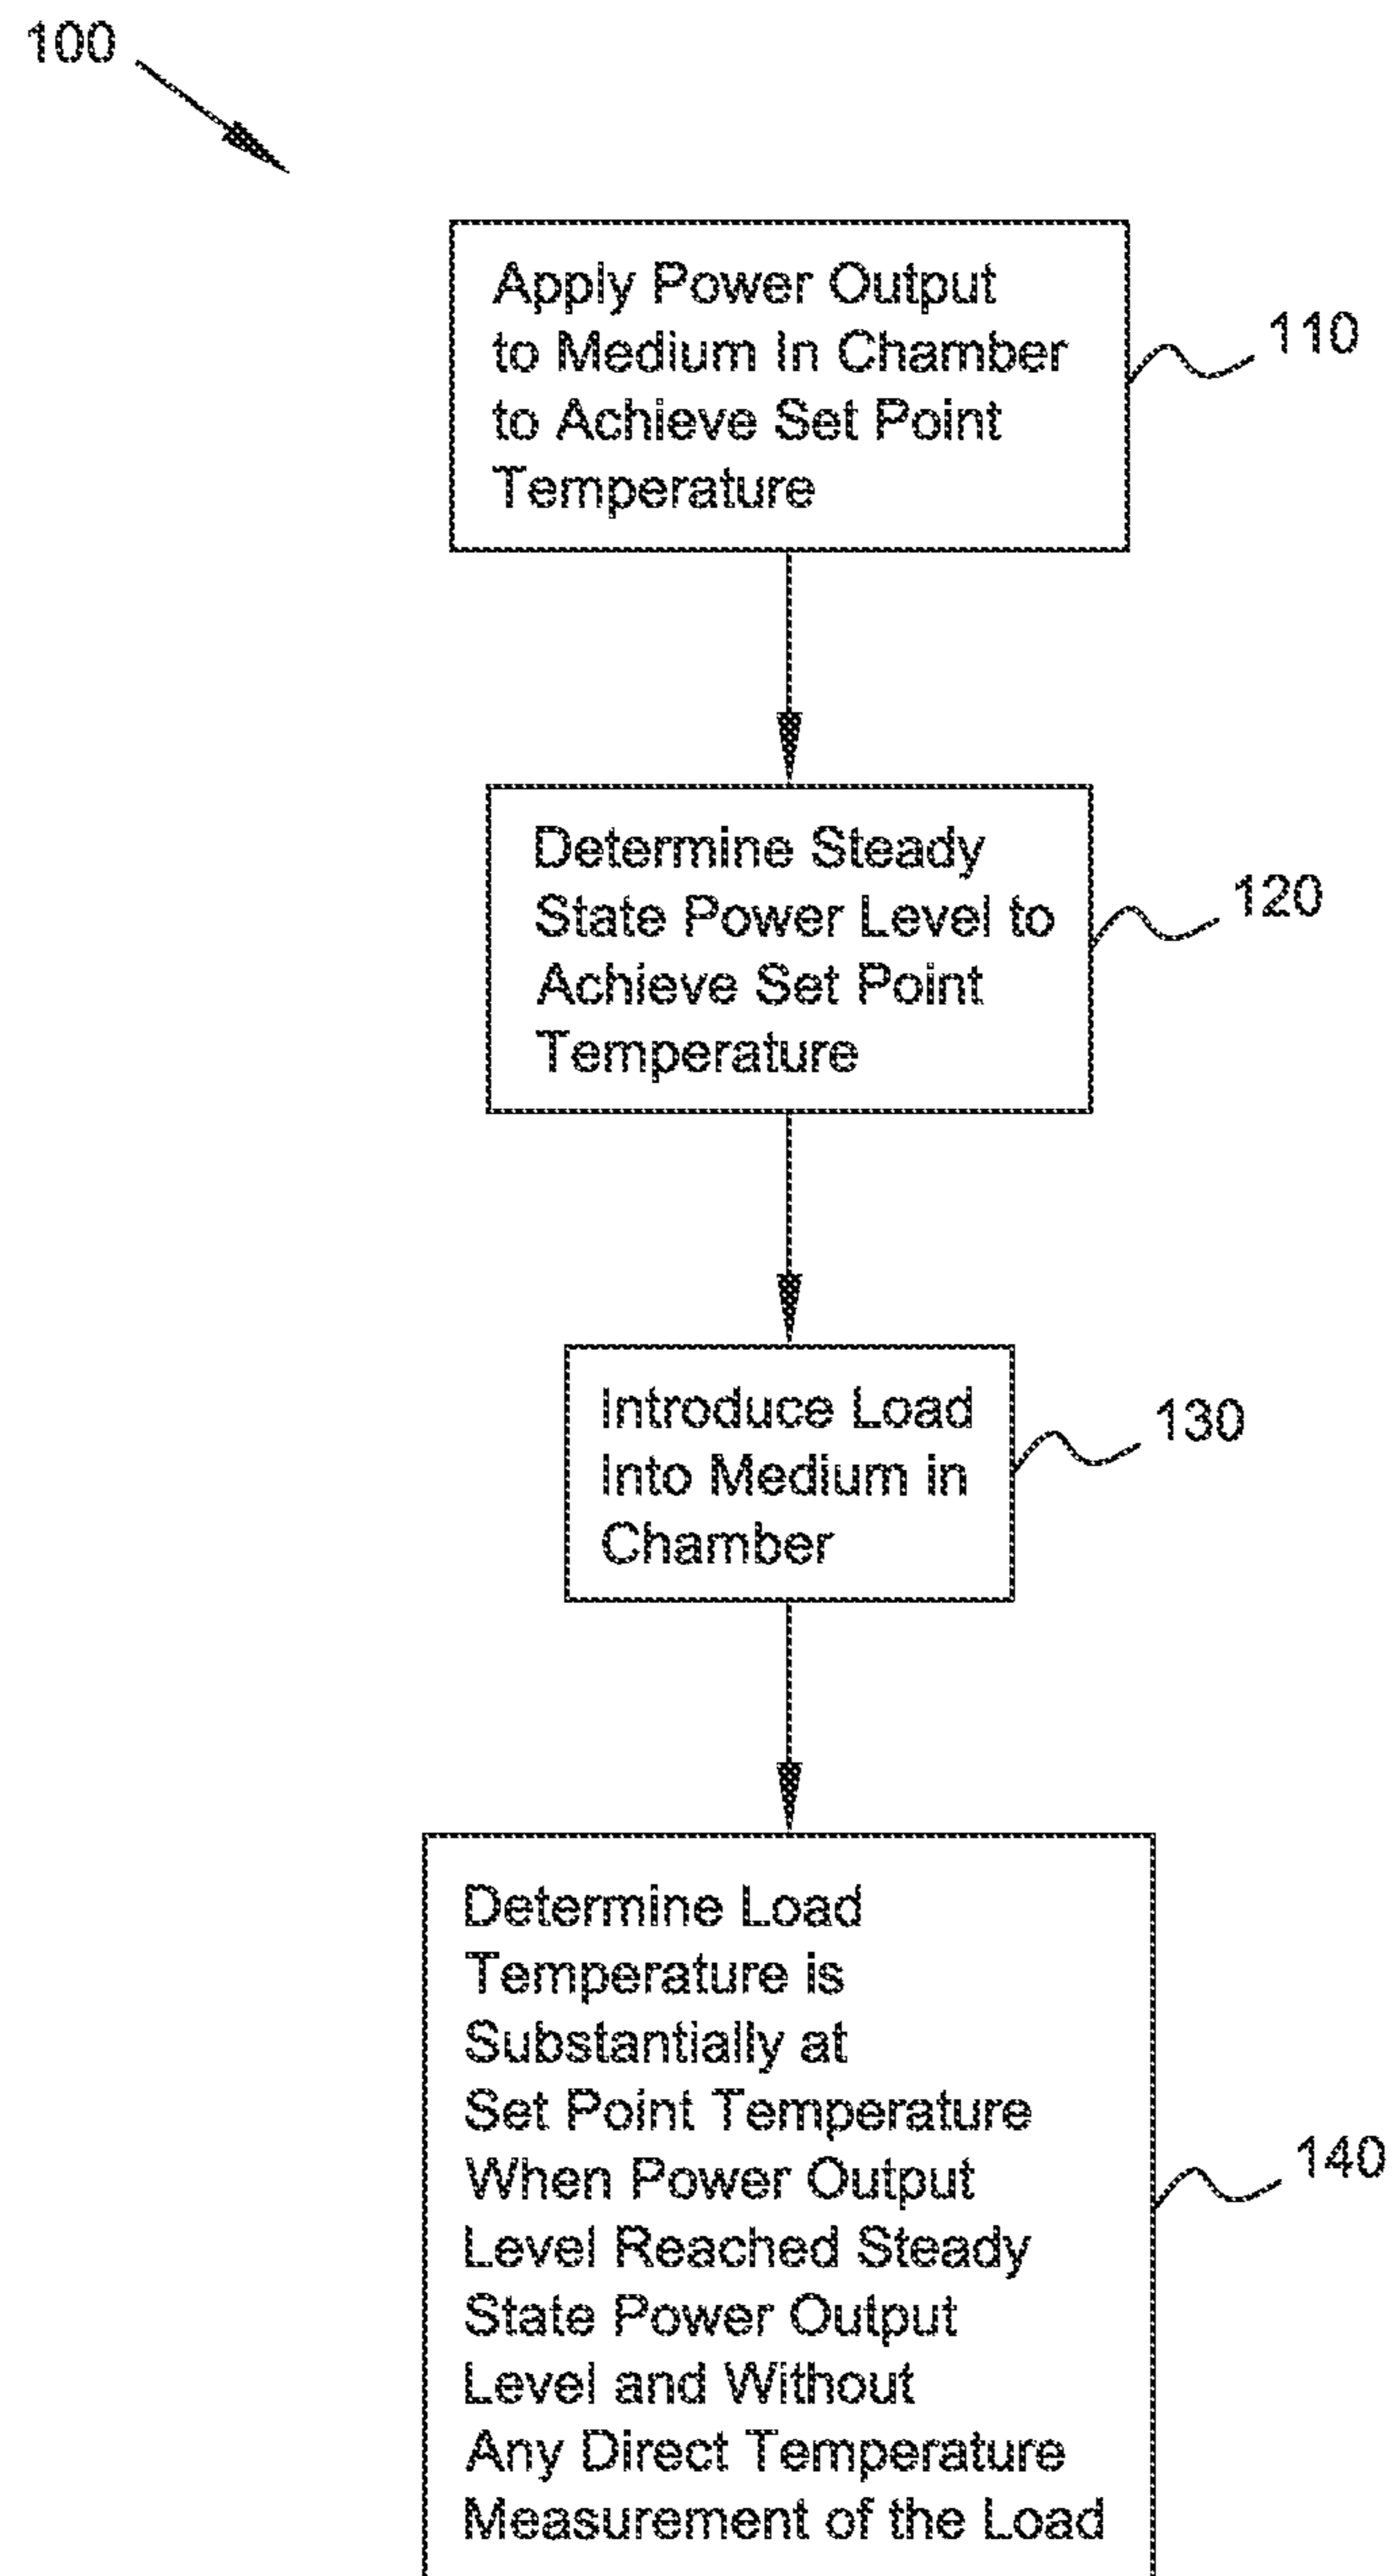 100
Apply Power Output
to Medium In Chamber
to Achieve Set Point
Temperature
110
Determine Steady
State Power Level to
Achieve Set Point
Temperature
120
Introduce Load
Into Medium in
Chamber
130
Determine Load
Temperature is
Substantially at
Set Point Temperature
When Power Output
Level Reached Steady
State Power Output
Level and Without
Any Direct Temperature
Measurement of the Load
140